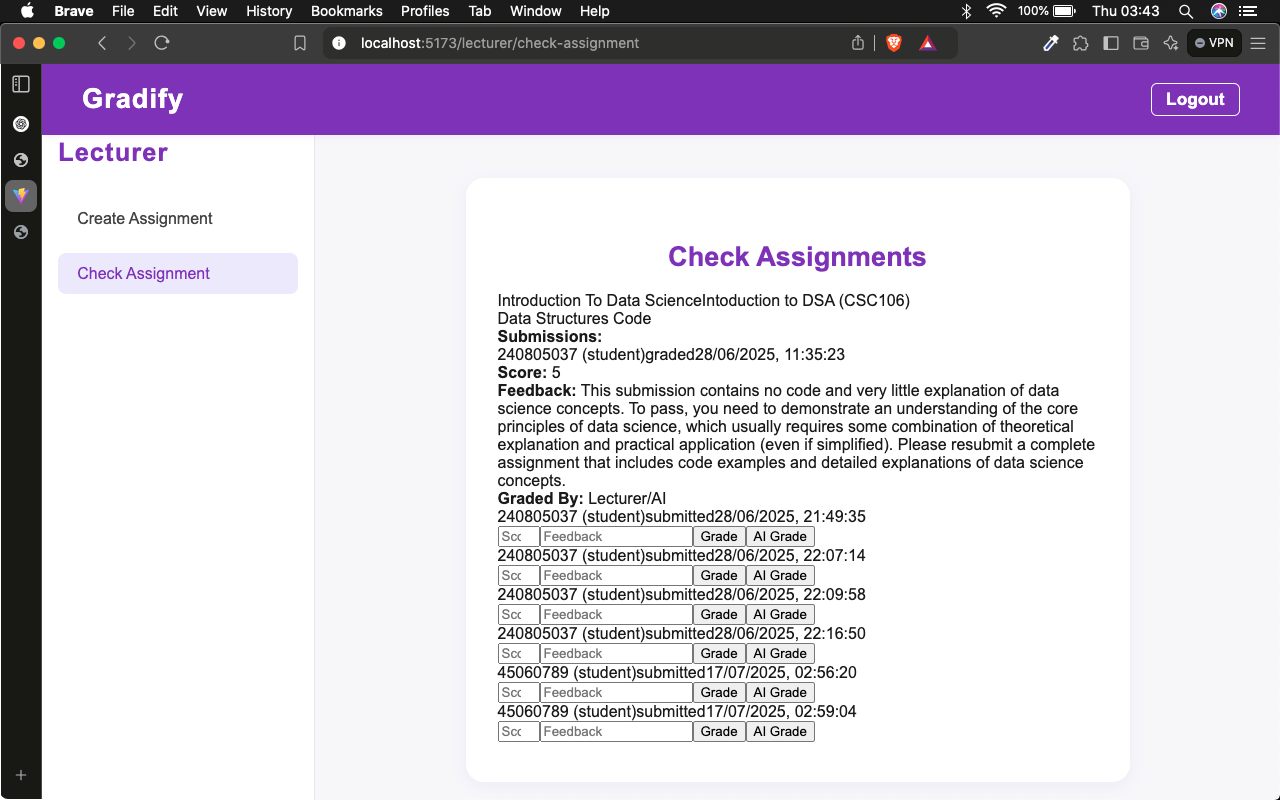 Brave File Edit View History Bookmarks Profiles Tab Window Help 100% Thu 03:43
localhost:5173/lecturer/check-assignment VPN
Gradify Logout
Lecturer
Create Assignment
Check Assignment
Check Assignments
Introduction To Data ScienceIntoduction to DSA (CSC106)
Data Structures Code
Submissions:
240805037 (student)graded28/06/2025, 11:35:23
Score: 5
Feedback: This submission contains no code and very little explanation of data
science concepts. To pass, you need to demonstrate an understanding of the core
principles of data science, which usually requires some combination of theoretical
explanation and practical application (even if simplified). Please resubmit a complete
assignment that includes code examples and detailed explanations of data science
concepts.
Graded By: Lecturer/AI
240805037 (student)submitted28/06/2025, 21:49:35
Sco Feedback Grade AI Grade
240805037 (student)submitted28/06/2025, 22:07:14
Sco Feedback Grade AI Grade
240805037 (student)submitted28/06/2025, 22:09:58
Sco Feedback Grade AI Grade
240805037 (student)submitted28/06/2025, 22:16:50
Sco Feedback Grade AI Grade
45060789 (student)submitted17/07/2025, 02:56:20
Sco Feedback Grade AI Grade
45060789 (student)submitted17/07/2025, 02:59:04
Sco Feedback Grade AI Grade